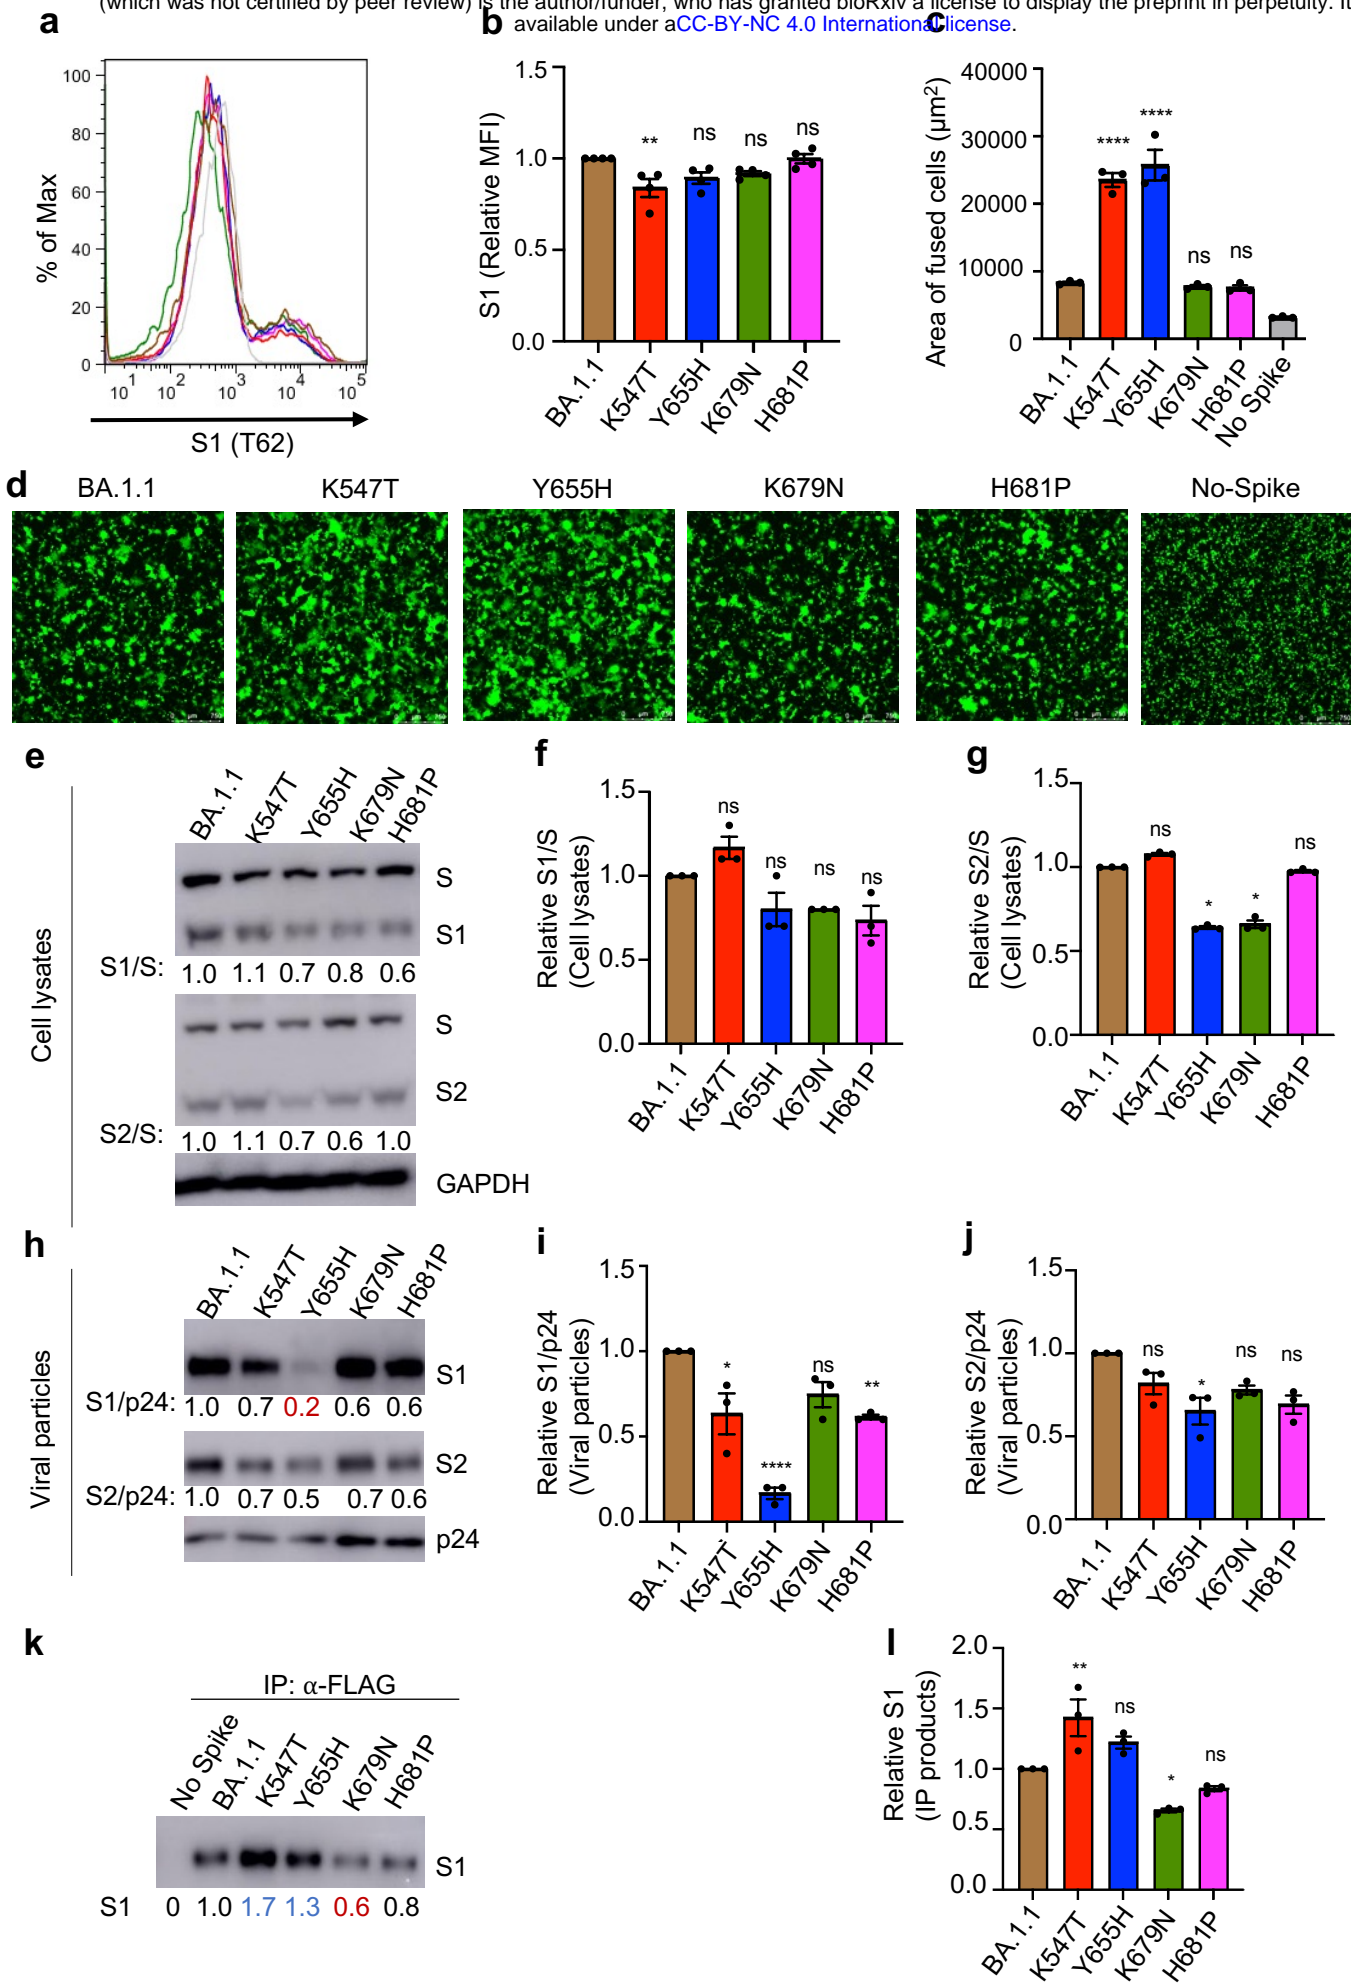 (which was not certified by peer review) is the author/funder, who has granted bioRxiv a license to display the preprint in perpetuity. It
available under aCC-BY-NC 4.0 International license.
a
% of Max
100
80
60
40
20
0
10^1 10^2 10^3 10^4 10^5
S1 (T62)
b
S1 (Relative MFI)
1.5
1.0
0.5
0.0
** ns ns ns
BA.1.1 K547T Y655H K679N H681P
c
Area of fused cells (µm²)
40000
30000
20000
10000
0
**** **** ns ns
BA.1.1 K547T Y655H K679N H681P No Spike
d
BA.1.1 K547T Y655H K679N H681P No-Spike
e
Cell lysates
BA.1.1 K547T Y655H K679N H681P
S
S1
S1/S: 1.0 1.1 0.7 0.8 0.6
S
S2
S2/S: 1.0 1.1 0.7 0.6 1.0
GAPDH
f
Relative S1/S
(Cell lysates)
1.5
1.0
0.5
0.0
ns ns ns ns
BA.1.1 K547T Y655H K679N H681P
g
Relative S2/S
(Cell lysates)
1.5
1.0
0.5
0.0
ns * * ns
BA.1.1 K547T Y655H K679N H681P
h
Viral particles
BA.1.1 K547T Y655H K679N H681P
S1
S1/p24: 1.0 0.7 0.2 0.6 0.6
S2
S2/p24: 1.0 0.7 0.5 0.7 0.6
p24
i
Relative S1/p24
(Viral particles)
1.5
1.0
0.5
0.0
* **** ns **
BA.1.1 K547T Y655H K679N H681P
j
Relative S2/p24
(Viral particles)
1.5
1.0
0.5
0.0
ns * ns ns
BA.1.1 K547T Y655H K679N H681P
k
IP: α-FLAG
No Spike BA.1.1 K547T Y655H K679N H681P
S1
S1 0 1.0 1.7 1.3 0.6 0.8
l
Relative S1
(IP products)
2.0
1.5
1.0
0.5
0.0
** ns * ns
BA.1.1 K547T Y655H K679N H681P